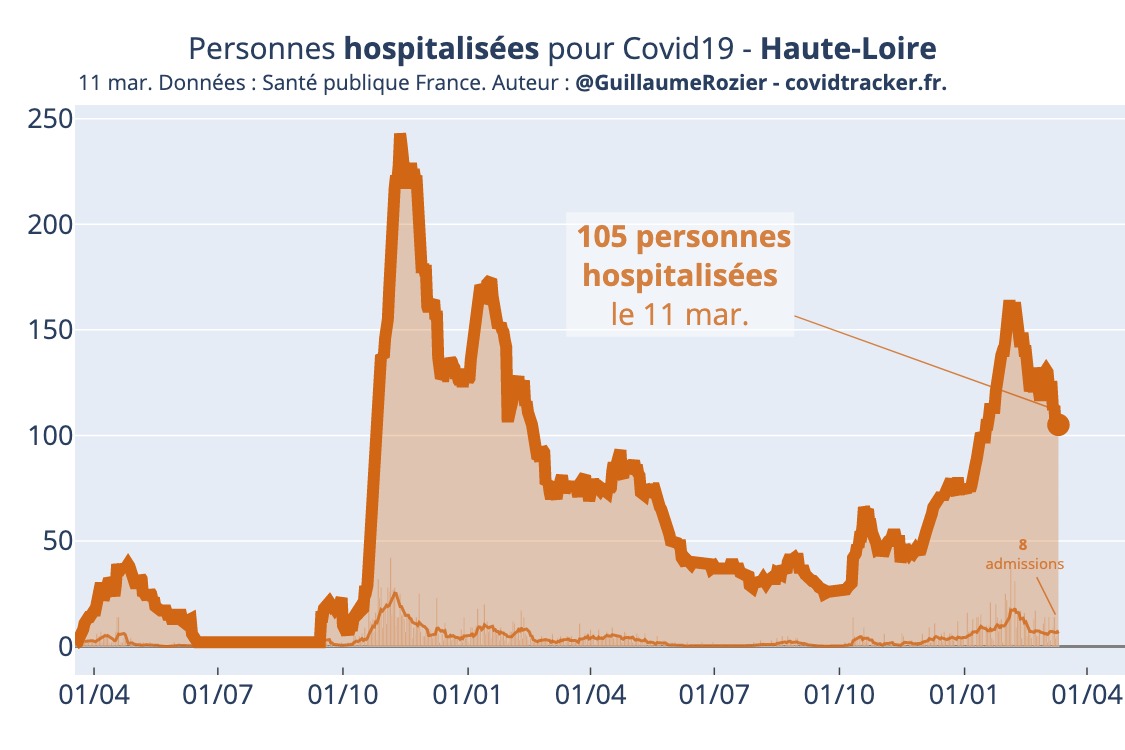 Personnes hospitalisées pour Covid19 - Haute-Loire
11 mar. Données : Santé publique France. Auteur : @GuillaumeRozier - covidtracker.fr.
250
200
150
100
50
0
105 personnes
hospitalisées
le 11 mar.
8
admissions
01/04
01/07
01/10
01/01
01/04
01/07
01/10
01/01
01/04